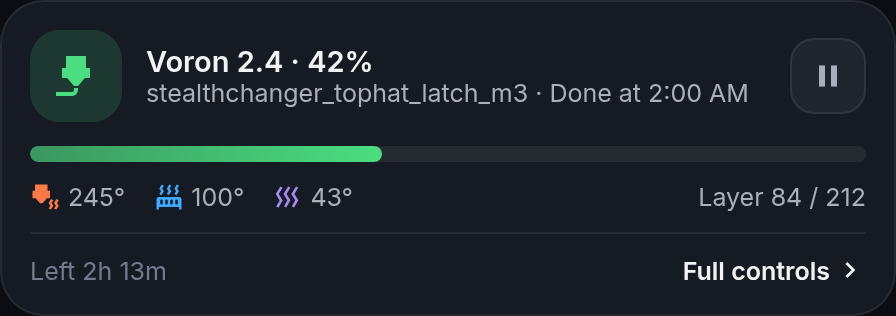 Voron 2.4 · 42%
stealthchanger_tophat_latch_m3 · Done at 2:00 AM
245° 100° 43° Layer 84 / 212
Left 2h 13m Full controls